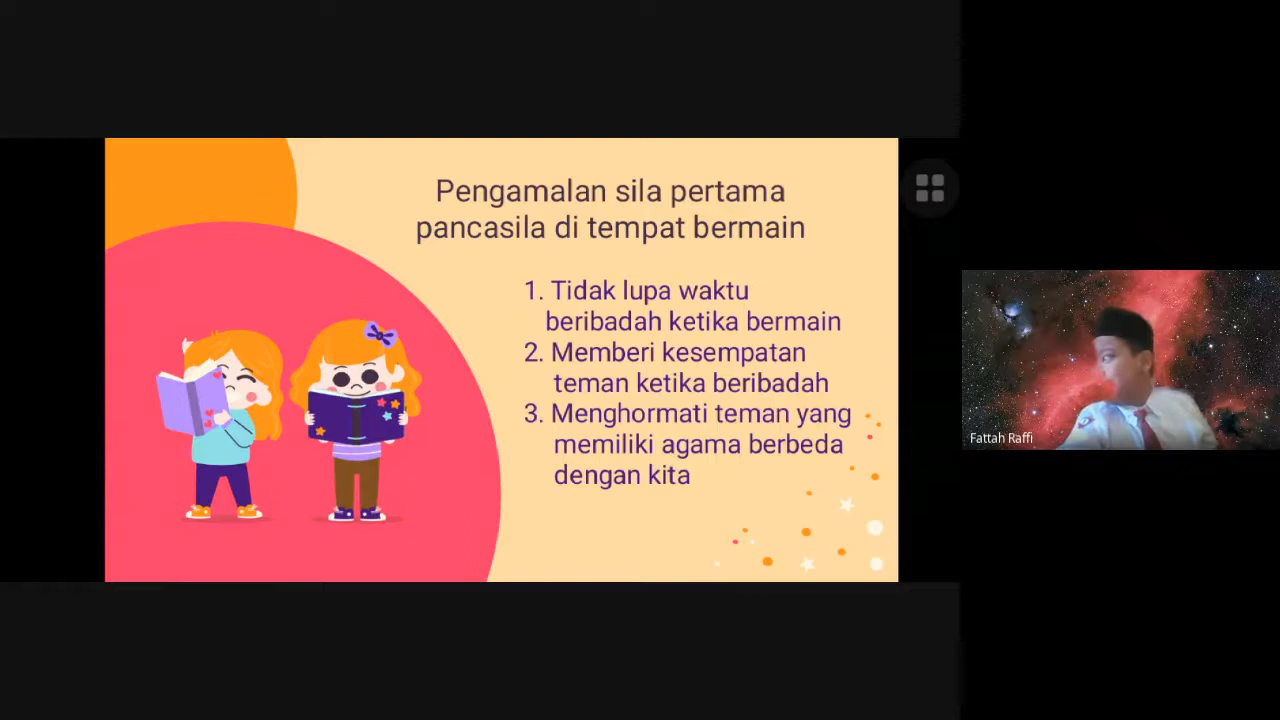 Pengamalan sila pertama
pancasila di tempat bermain
1. Tidak lupa waktu
beribadah ketika bermain
2. Memberi kesempatan
teman ketika beribadah
3. Menghormati teman yang
memiliki agama berbeda
dengan kita
Fattah Raffi